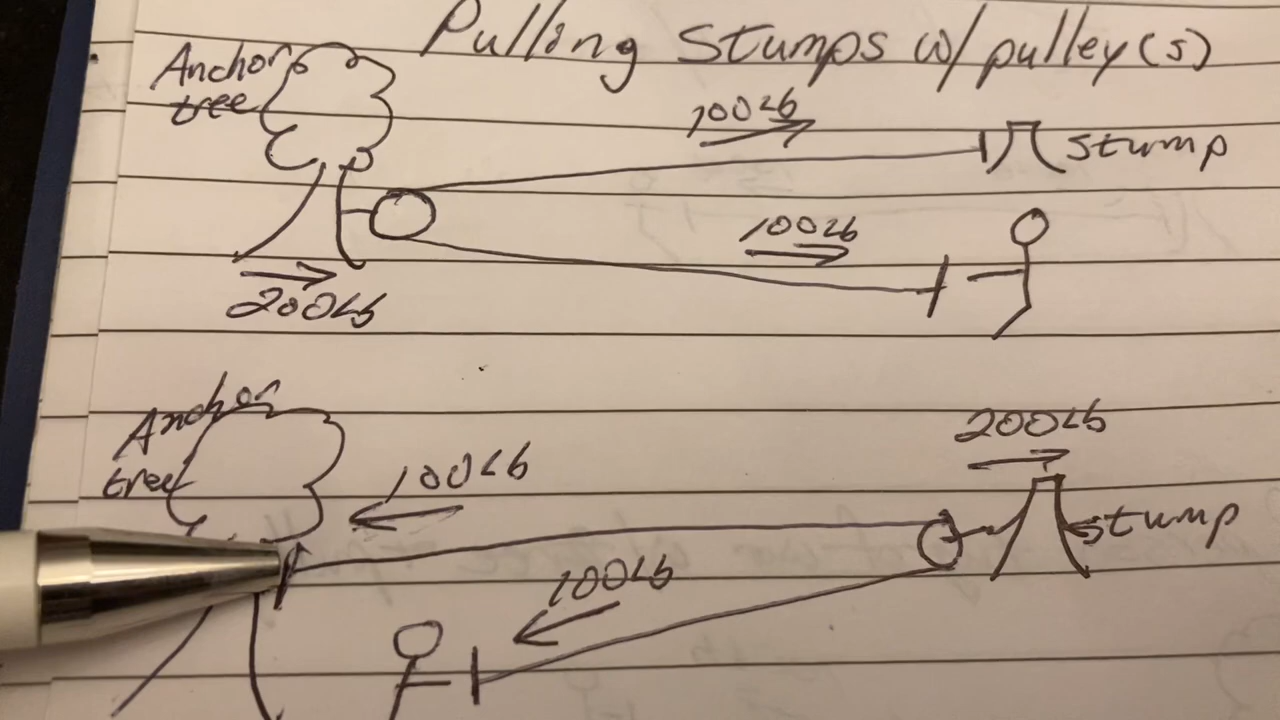 Pulling Stumps w/ pulley(s)
Anchor
tree
100Lb
stump
100Lb
200Lb
Anchor
tree
100Lb
200Lb
stump
100Lb